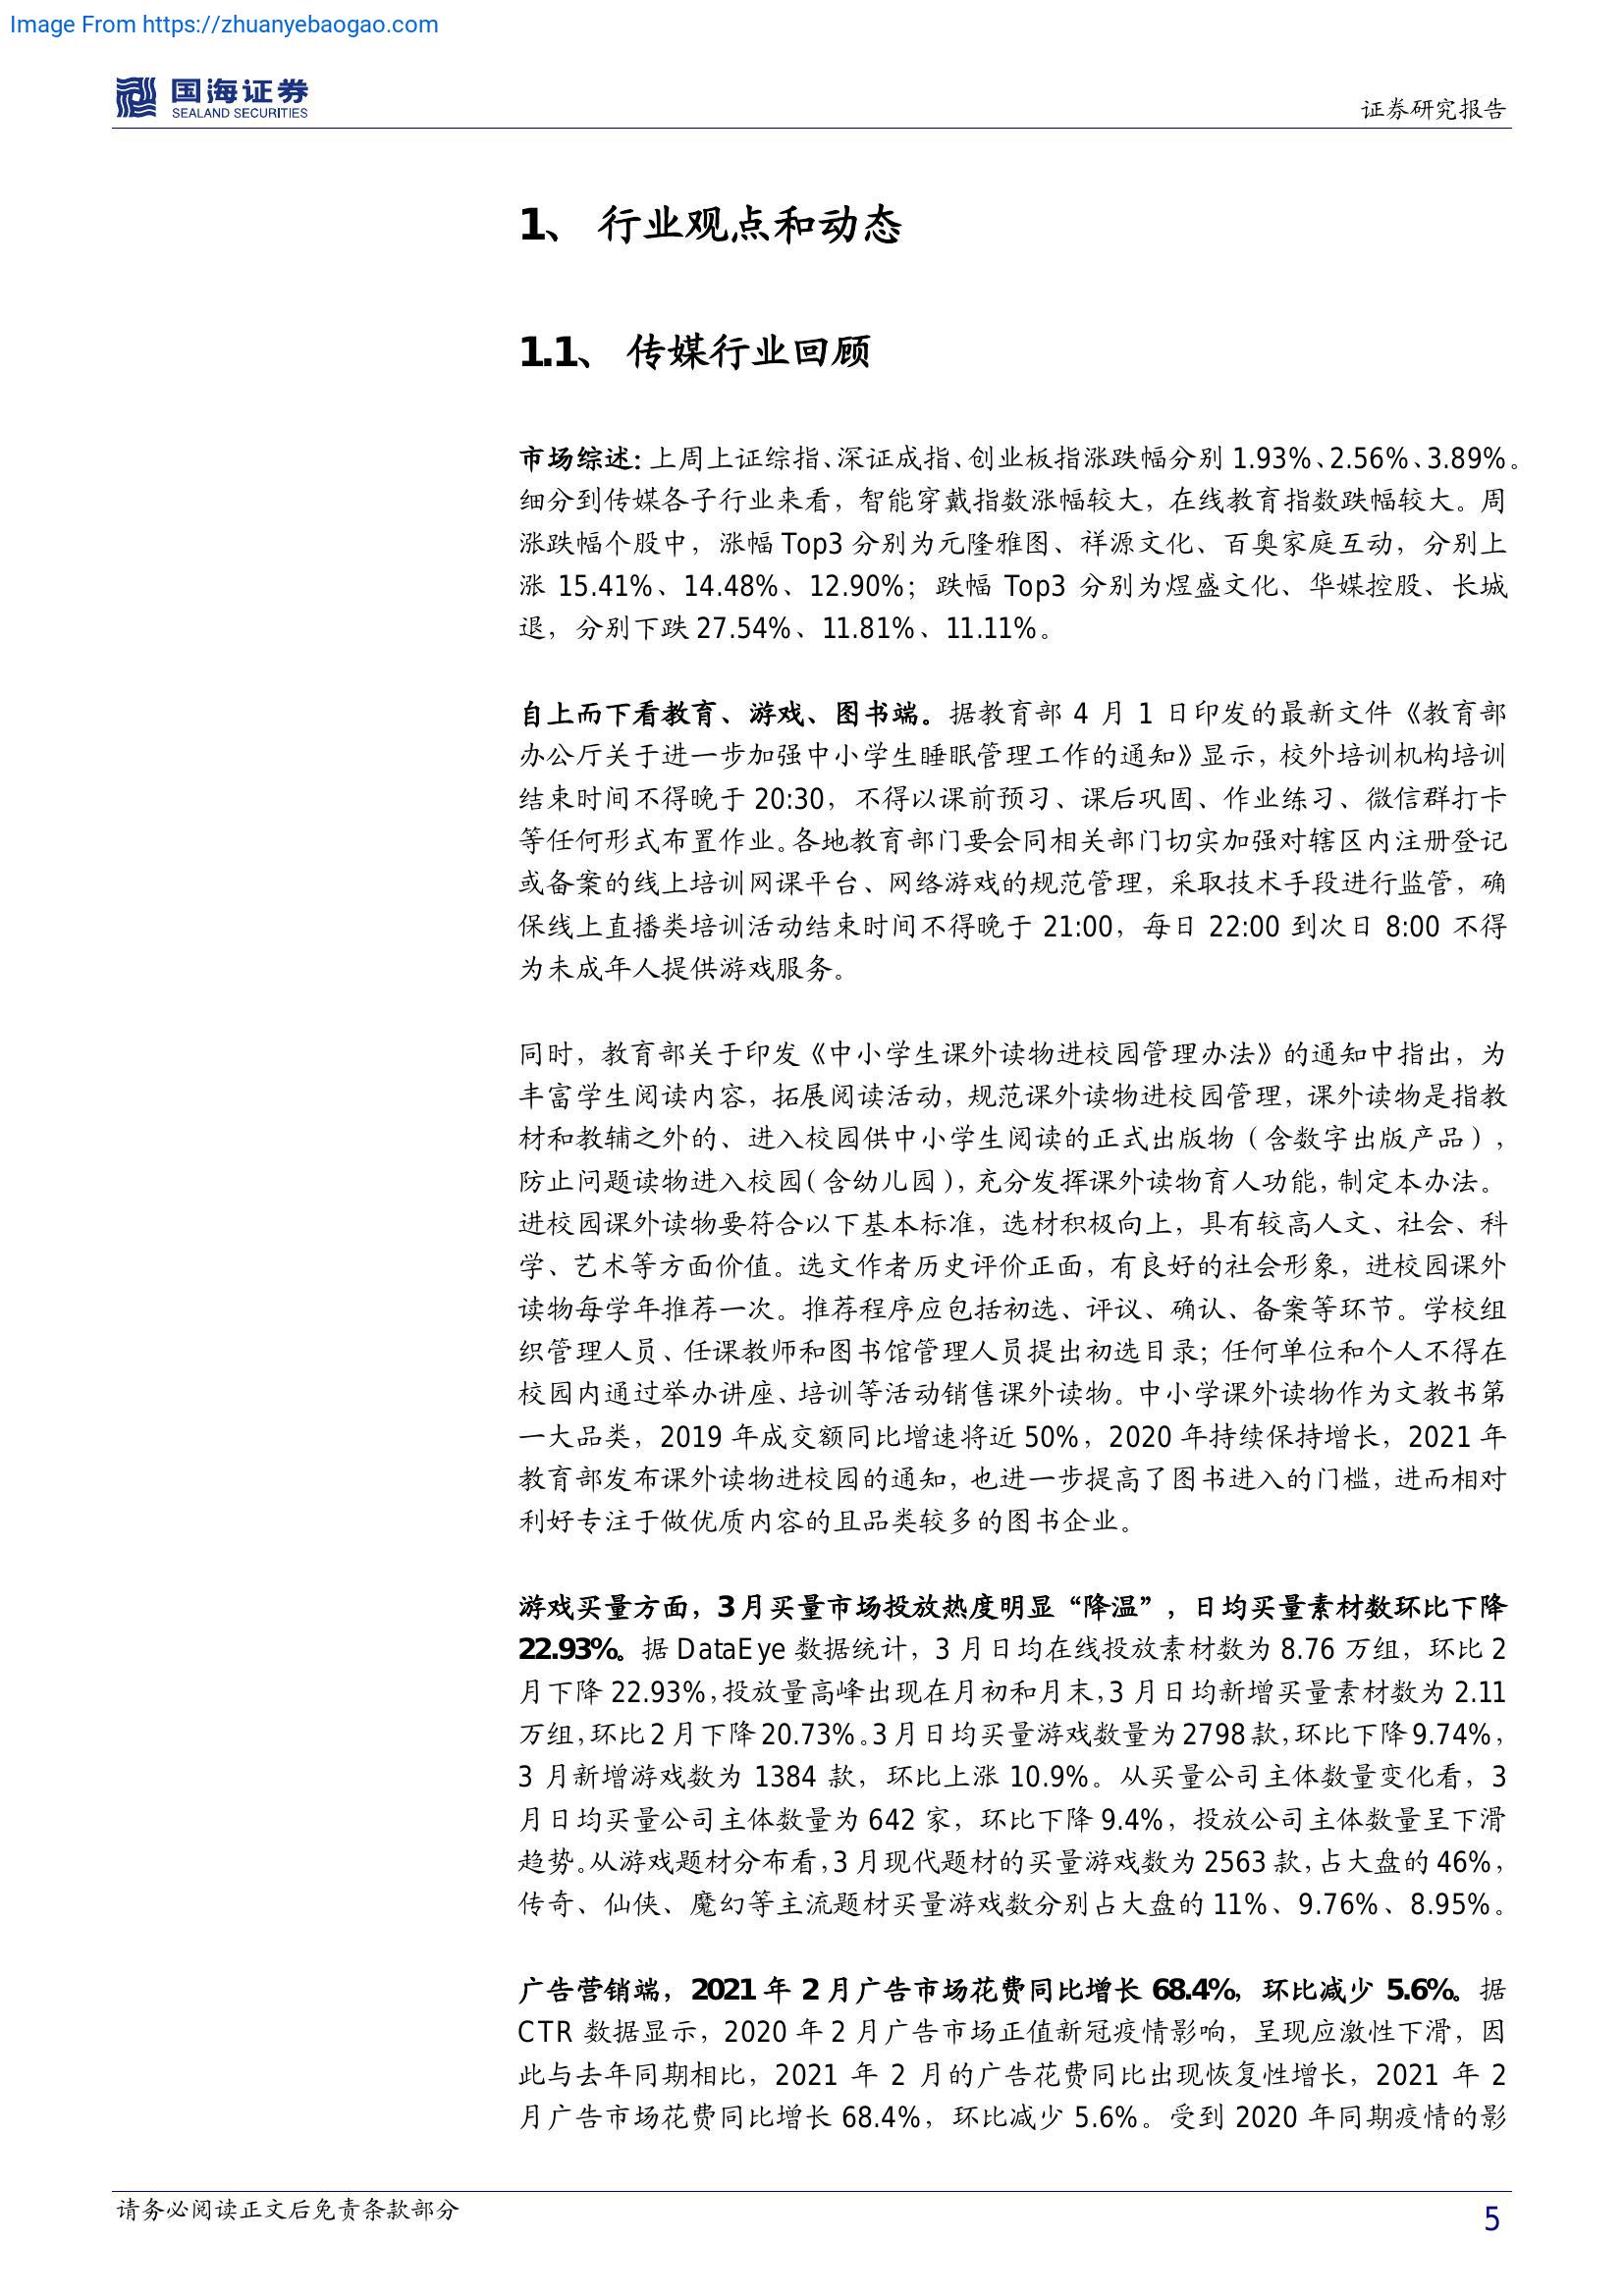 Image From https://zhuanyebaogao.com
国海证券
SEALAND SECURITIES
证券研究报告
1、 行业观点和动态
1.1、 传媒行业回顾
市场综述：上周上证综指、深证成指、创业板指涨跌幅分别 1.93%、2.56%、3.89%。
细分到传媒各子行业来看，智能穿戴指数涨幅较大，在线教育指数跌幅较大。周
涨跌幅个股中，涨幅 Top3 分别为元隆雅图、祥源文化、百奥家庭互动，分别上
涨 15.41%、14.48%、12.90%；跌幅 Top3 分别为煜盛文化、华媒控股、长城
退，分别下跌 27.54%、11.81%、11.11%。
自上而下看教育、游戏、图书端。据教育部 4 月 1 日印发的最新文件《教育部
办公厅关于进一步加强中小学生睡眠管理工作的通知》显示，校外培训机构培训
结束时间不得晚于 20:30，不得以课前预习、课后巩固、作业练习、微信群打卡
等任何形式布置作业。各地教育部门要会同相关部门切实加强对辖区内注册登记
或备案的线上培训网课平台、网络游戏的规范管理，采取技术手段进行监管，确
保线上直播类培训活动结束时间不得晚于 21:00，每日 22:00 到次日 8:00 不得
为未成年人提供游戏服务。
同时，教育部关于印发《中小学生课外读物进校园管理办法》的通知中指出，为
丰富学生阅读内容，拓展阅读活动，规范课外读物进校园管理，课外读物是指教
材和教辅之外的、进入校园供中小学生阅读的正式出版物（含数字出版产品），
防止问题读物进入校园（含幼儿园），充分发挥课外读物育人功能，制定本办法。
进校园课外读物要符合以下基本标准，选材积极向上，具有较高人文、社会、科
学、艺术等方面价值。选文作者历史评价正面，有良好的社会形象，进校园课外
读物每学年推荐一次。推荐程序应包括初选、评议、确认、备案等环节。学校组
织管理人员、任课教师和图书馆管理人员提出初选目录；任何单位和个人不得在
校园内通过举办讲座、培训等活动销售课外读物。中小学课外读物作为文教书第
一大品类，2019 年成交额同比增速将近 50%，2020 年持续保持增长，2021 年
教育部发布课外读物进校园的通知，也进一步提高了图书进入的门槛，进而相对
利好专注于做优质内容的且品类较多的图书企业。
游戏买量方面，3 月买量市场投放热度明显“降温”，日均买量素材数环比下降
22.93%。据 DataEye 数据统计，3 月日均在线投放素材数为 8.76 万组，环比 2
月下降 22.93%，投放量高峰出现在月初和月末，3 月日均新增买量素材数为 2.11
万组，环比 2 月下降 20.73%。3 月日均买量游戏数量为 2798 款，环比下降 9.74%，
3 月新增游戏数为 1384 款，环比上涨 10.9%。从买量公司主体数量变化看，3
月日均买量公司主体数量为 642 家，环比下降 9.4%，投放公司主体数量呈下滑
趋势。从游戏题材分布看，3 月现代题材的买量游戏数为 2563 款，占大盘的 46%，
传奇、仙侠、魔幻等主流题材买量游戏数分别占大盘的 11%、9.76%、8.95%。
广告营销端，2021 年 2 月广告市场花费同比增长 68.4%，环比减少 5.6%。据
CTR 数据显示，2020 年 2 月广告市场正值新冠疫情影响，呈现应激性下滑，因
此与去年同期相比，2021 年 2 月的广告花费同比出现恢复性增长，2021 年 2
月广告市场花费同比增长 68.4%，环比减少 5.6%。受到 2020 年同期疫情的影
请务必阅读正文后免责条款部分
5